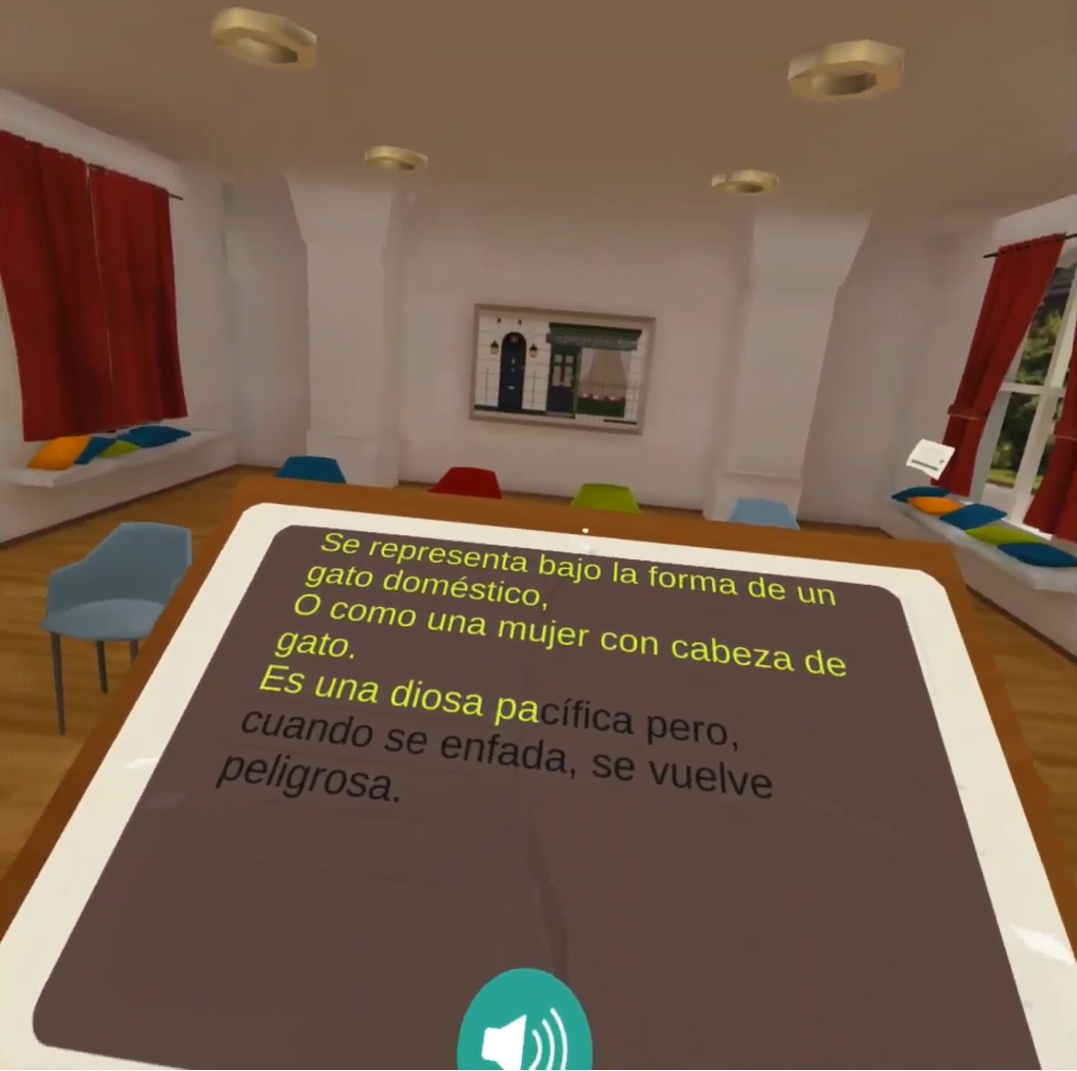 Se representa bajo la forma de un
gato doméstico,
O como una mujer con cabeza de
gato.
Es una diosa pacífica pero,
cuando se enfada, se vuelve
peligrosa.